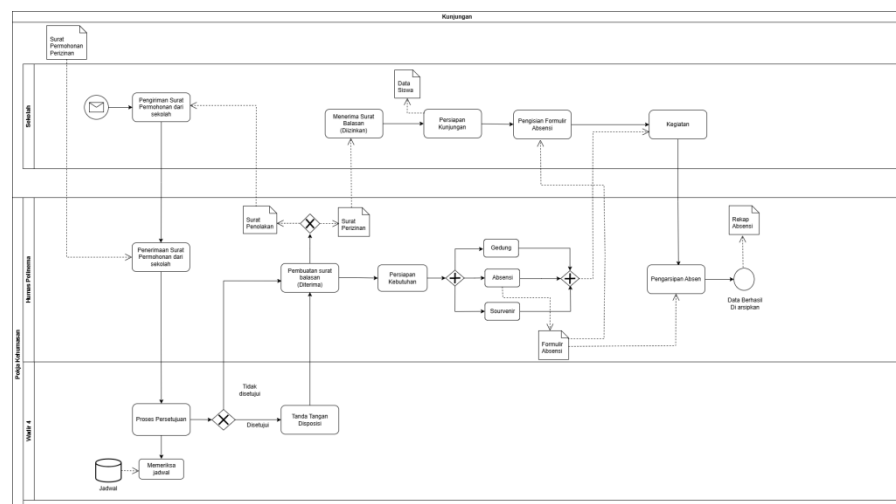 Kunjungan
Surat
Permohonan
Perizinan
Sekolah
Pengiriman Surat
Permohonan dari
sekolah
Menerima Surat
Balasan
(Diizinkan)
Data
Siswa
Persiapan
Kunjungan
Pengisian Formulir
Absensi
Kegiatan
Pokja Kehumasan
Humas Polinema
Penerimaan Surat
Permohonan dari
sekolah
Surat
Penolakan
Surat
Perizinan
Pembuatan surat
balasan
(Diterima)
Persiapan
Kebutuhan
Gedung
Absensi
Souvenir
Formulir
Absensi
Pengarsipan Absen
Rekap
Absensi
Data Berhasil
Di arsipkan
Wadir 4
Proses Persetujuan
Tidak
disetujui
Disetujui
Tanda Tangan
Disposisi
Memeriksa
jadwal
Jadwal